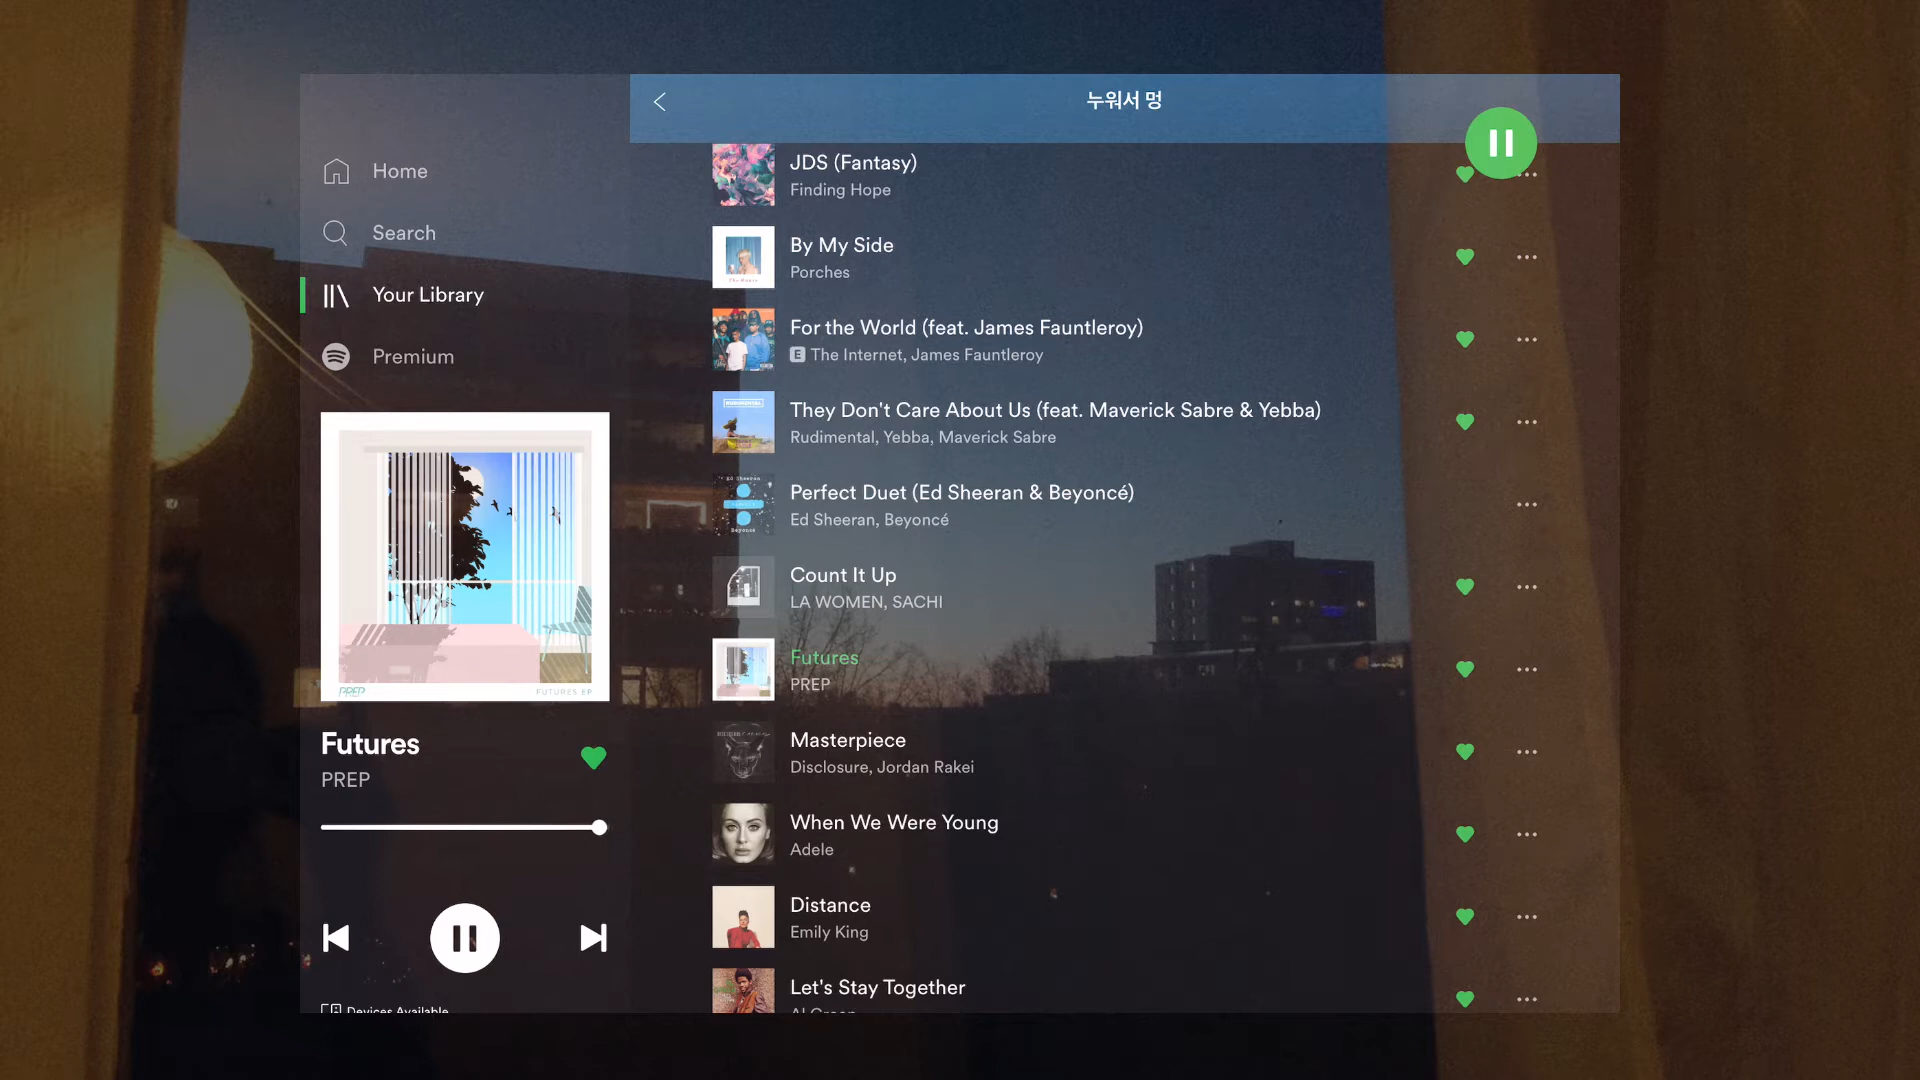 누워서 멍
Home
Search
Your Library
Premium
PREP
FUTURES EP
Futures
PREP
Devices Available
JDS (Fantasy)
Finding Hope
By My Side
Porches
For the World (feat. James Fauntleroy)
E The Internet, James Fauntleroy
They Don't Care About Us (feat. Maverick Sabre & Yebba)
Rudimental, Yebba, Maverick Sabre
Perfect Duet (Ed Sheeran & Beyoncé)
Ed Sheeran, Beyoncé
Count It Up
LA WOMEN, SACHI
Futures
PREP
Masterpiece
Disclosure, Jordan Rakei
When We Were Young
Adele
Distance
Emily King
Let's Stay Together
Al Green